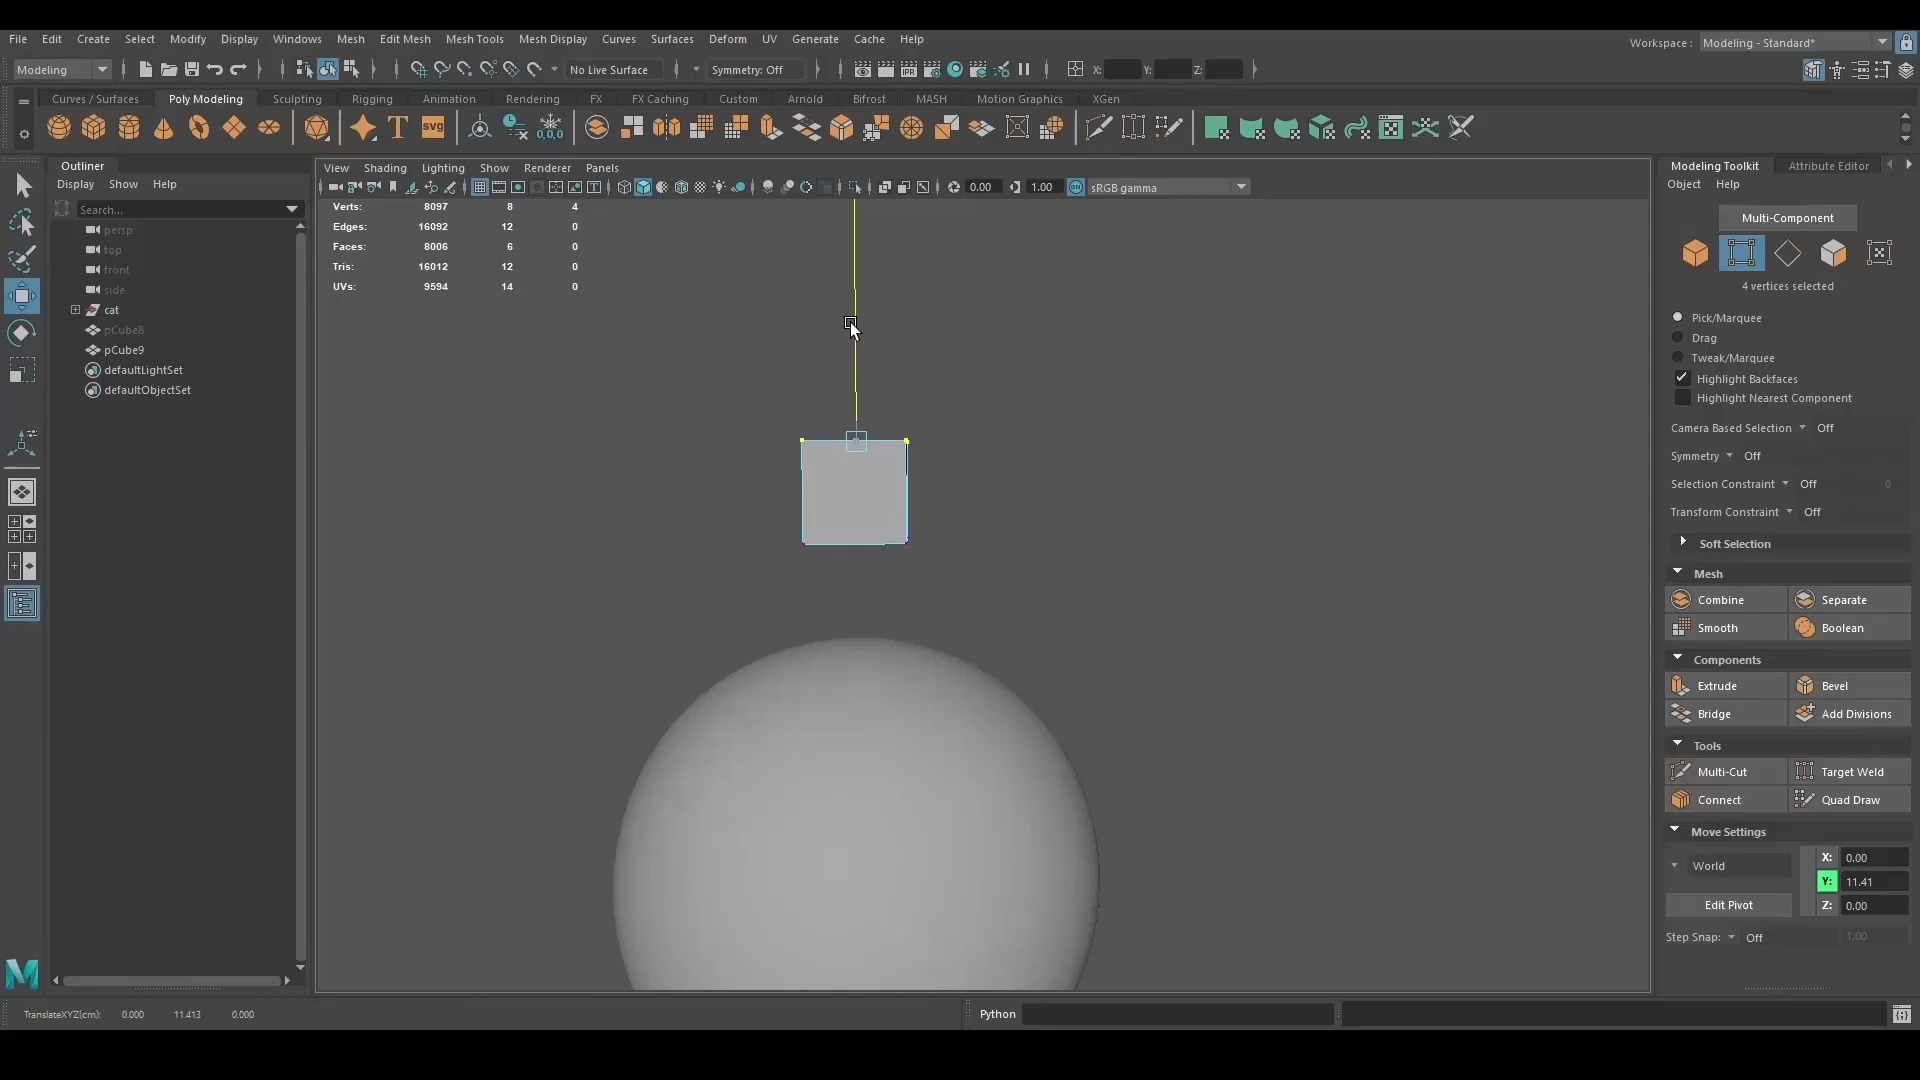 File Edit Create Select Modify Display Windows Mesh Edit Mesh Mesh Tools Mesh Display Curves Surfaces Deform UV Generate Cache Help
Workspace : Modeling - Standard*
Modeling No Live Surface Symmetry: Off X: Y: Z:
Curves / Surfaces Poly Modeling Sculpting Rigging Animation Rendering FX FX Caching Custom Arnold Bifrost MASH Motion Graphics XGen
T SVG 0,0,0
Outliner
Display Show Help
Search...
persp
top
front
side
cat
pCube8
pCube9
defaultLightSet
defaultObjectSet
View Shading Lighting Show Renderer Panels
0.00 1.00 ON sRGB gamma
Verts: 8097 8 4
Edges: 16092 12 0
Faces: 8006 6 0
Tris: 16012 12 0
UVs: 9594 14 0
Modeling Toolkit Attribute Editor
Object Help
Multi-Component
4 vertices selected
Pick/Marquee
Drag
Tweak/Marquee
Highlight Backfaces
Highlight Nearest Component
Camera Based Selection Off
Symmetry Off
Selection Constraint Off 0
Transform Constraint Off
Soft Selection
Mesh
Combine Separate
Smooth Boolean
Components
Extrude Bevel
Bridge Add Divisions
Tools
Multi-Cut Target Weld
Connect Quad Draw
Move Settings
World X: 0.00
Y: 11.41
Edit Pivot Z: 0.00
Step Snap: Off 1.00
TranslateXYZ(cm): 0.000 11.413 0.000
Python